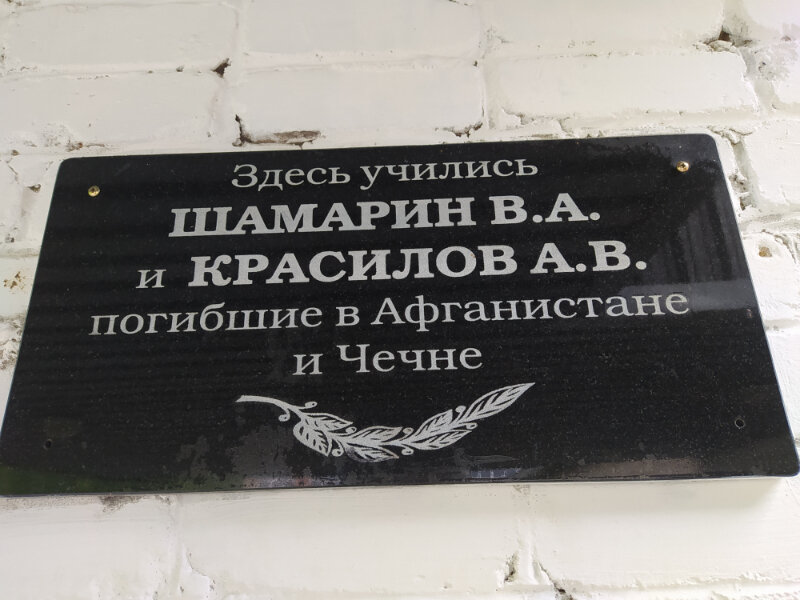 Здесь учились
ШАМАРИН В.А.
и КРАСИЛОВ А.В.
погибшие в Афганистане
и Чечне